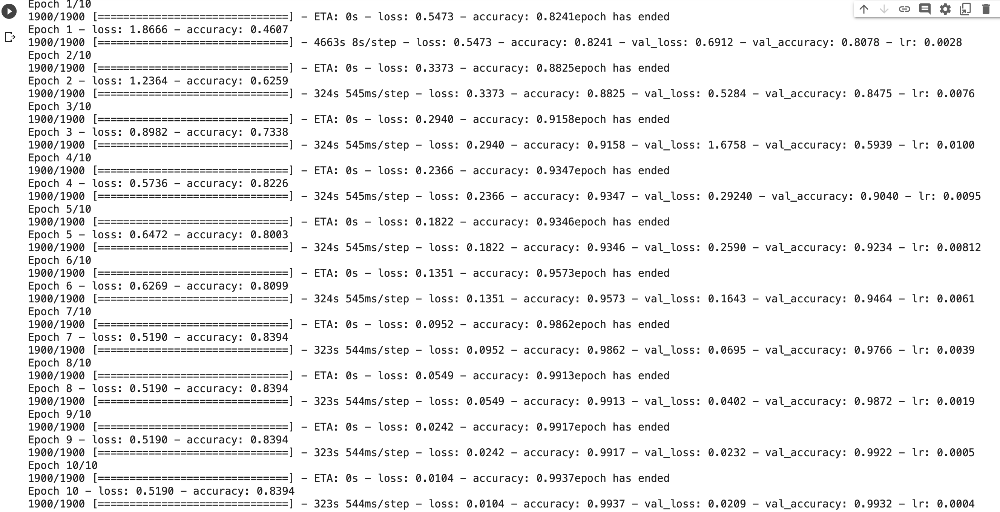 Epoch 1/10
1900/1900 [==============================] - ETA: 0s - loss: 0.5473 - accuracy: 0.8241epoch has ended
Epoch 1 - loss: 1.8666 - accuracy: 0.4607
1900/1900 [==============================] - 4663s 8s/step - loss: 0.5473 - accuracy: 0.8241 - val_loss: 0.6912 - val_accuracy: 0.8078 - lr: 0.0028
Epoch 2/10
1900/1900 [==============================] - ETA: 0s - loss: 0.3373 - accuracy: 0.8825epoch has ended
Epoch 2 - loss: 1.2364 - accuracy: 0.6259
1900/1900 [==============================] - 324s 545ms/step - loss: 0.3373 - accuracy: 0.8825 - val_loss: 0.5284 - val_accuracy: 0.8475 - lr: 0.0076
Epoch 3/10
1900/1900 [==============================] - ETA: 0s - loss: 0.2940 - accuracy: 0.9158epoch has ended
Epoch 3 - loss: 0.8982 - accuracy: 0.7338
1900/1900 [==============================] - 324s 545ms/step - loss: 0.2940 - accuracy: 0.9158 - val_loss: 1.6758 - val_accuracy: 0.5939 - lr: 0.0100
Epoch 4/10
1900/1900 [==============================] - ETA: 0s - loss: 0.2366 - accuracy: 0.9347epoch has ended
Epoch 4 - loss: 0.5736 - accuracy: 0.8226
1900/1900 [==============================] - 324s 545ms/step - loss: 0.2366 - accuracy: 0.9347 - val_loss: 0.29240 - val_accuracy: 0.9040 - lr: 0.0095
Epoch 5/10
1900/1900 [==============================] - ETA: 0s - loss: 0.1822 - accuracy: 0.9346epoch has ended
Epoch 5 - loss: 0.6472 - accuracy: 0.8003
1900/1900 [==============================] - 324s 545ms/step - loss: 0.1822 - accuracy: 0.9346 - val_loss: 0.2590 - val_accuracy: 0.9234 - lr: 0.00812
Epoch 6/10
1900/1900 [==============================] - ETA: 0s - loss: 0.1351 - accuracy: 0.9573epoch has ended
Epoch 6 - loss: 0.6269 - accuracy: 0.8099
1900/1900 [==============================] - 324s 545ms/step - loss: 0.1351 - accuracy: 0.9573 - val_loss: 0.1643 - val_accuracy: 0.9464 - lr: 0.0061
Epoch 7/10
1900/1900 [==============================] - ETA: 0s - loss: 0.0952 - accuracy: 0.9862epoch has ended
Epoch 7 - loss: 0.5190 - accuracy: 0.8394
1900/1900 [==============================] - 323s 544ms/step - loss: 0.0952 - accuracy: 0.9862 - val_loss: 0.0695 - val_accuracy: 0.9766 - lr: 0.0039
Epoch 8/10
1900/1900 [==============================] - ETA: 0s - loss: 0.0549 - accuracy: 0.9913epoch has ended
Epoch 8 - loss: 0.5190 - accuracy: 0.8394
1900/1900 [==============================] - 323s 544ms/step - loss: 0.0549 - accuracy: 0.9913 - val_loss: 0.0402 - val_accuracy: 0.9872 - lr: 0.0019
Epoch 9/10
1900/1900 [==============================] - ETA: 0s - loss: 0.0242 - accuracy: 0.9917epoch has ended
Epoch 9 - loss: 0.5190 - accuracy: 0.8394
1900/1900 [==============================] - 323s 544ms/step - loss: 0.0242 - accuracy: 0.9917 - val_loss: 0.0232 - val_accuracy: 0.9922 - lr: 0.0005
Epoch 10/10
1900/1900 [==============================] - ETA: 0s - loss: 0.0104 - accuracy: 0.9937epoch has ended
Epoch 10 - loss: 0.5190 - accuracy: 0.8394
1900/1900 [==============================] - 323s 544ms/step - loss: 0.0104 - accuracy: 0.9937 - val_loss: 0.0209 - val_accuracy: 0.9932 - lr: 0.0004